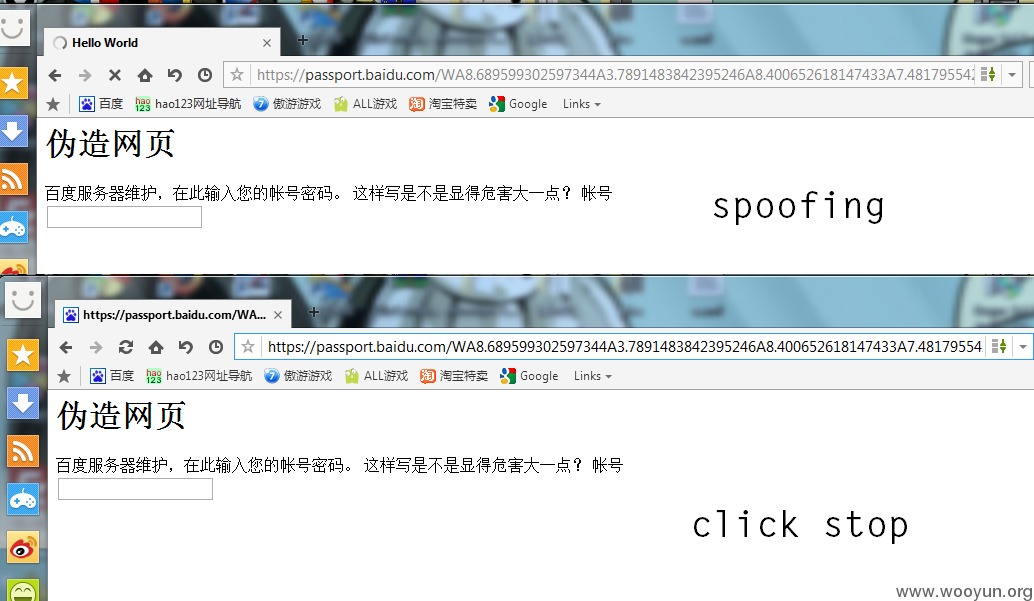 Hello World
https://passport.baidu.com/WA8.689599302597344A3.7891483842395246A8.400652618147433A7.481795542
百度 hao123网址导航 傲游游戏 ALL游戏 淘宝特卖 Google Links
伪造网页
百度服务器维护，在此输入您的帐号密码。 这样写是不是显得危害大一点？ 帐号
spoofing
https://passport.baidu.com/WA...
https://passport.baidu.com/WA8.689599302597344A3.7891483842395246A8.400652618147433A7.48179554
百度 hao123网址导航 傲游游戏 ALL游戏 淘宝特卖 Google Links
伪造网页
百度服务器维护，在此输入您的帐号密码。 这样写是不是显得危害大一点？ 帐号
click stop
www.wooyun.org